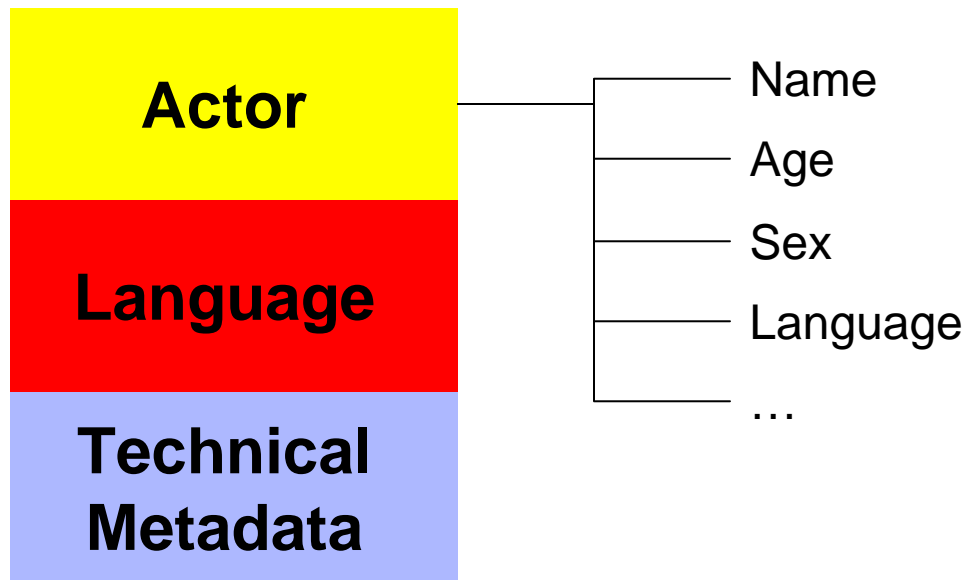 Actor
Language
Technical
Metadata
Name
Age
Sex
Language
…